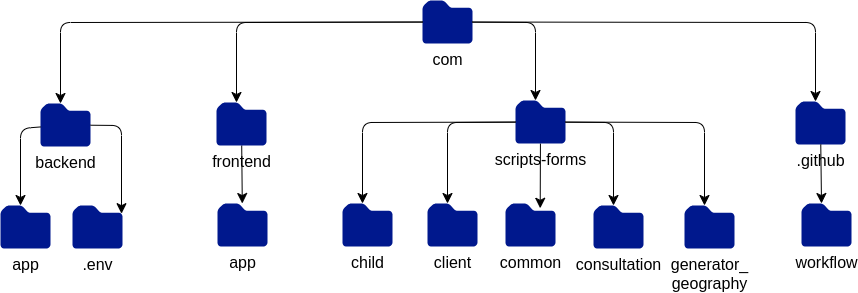 com
backend
frontend
scripts-forms
.github
app
.env
app
child
client
common
consultation
generator_
geography
workflow